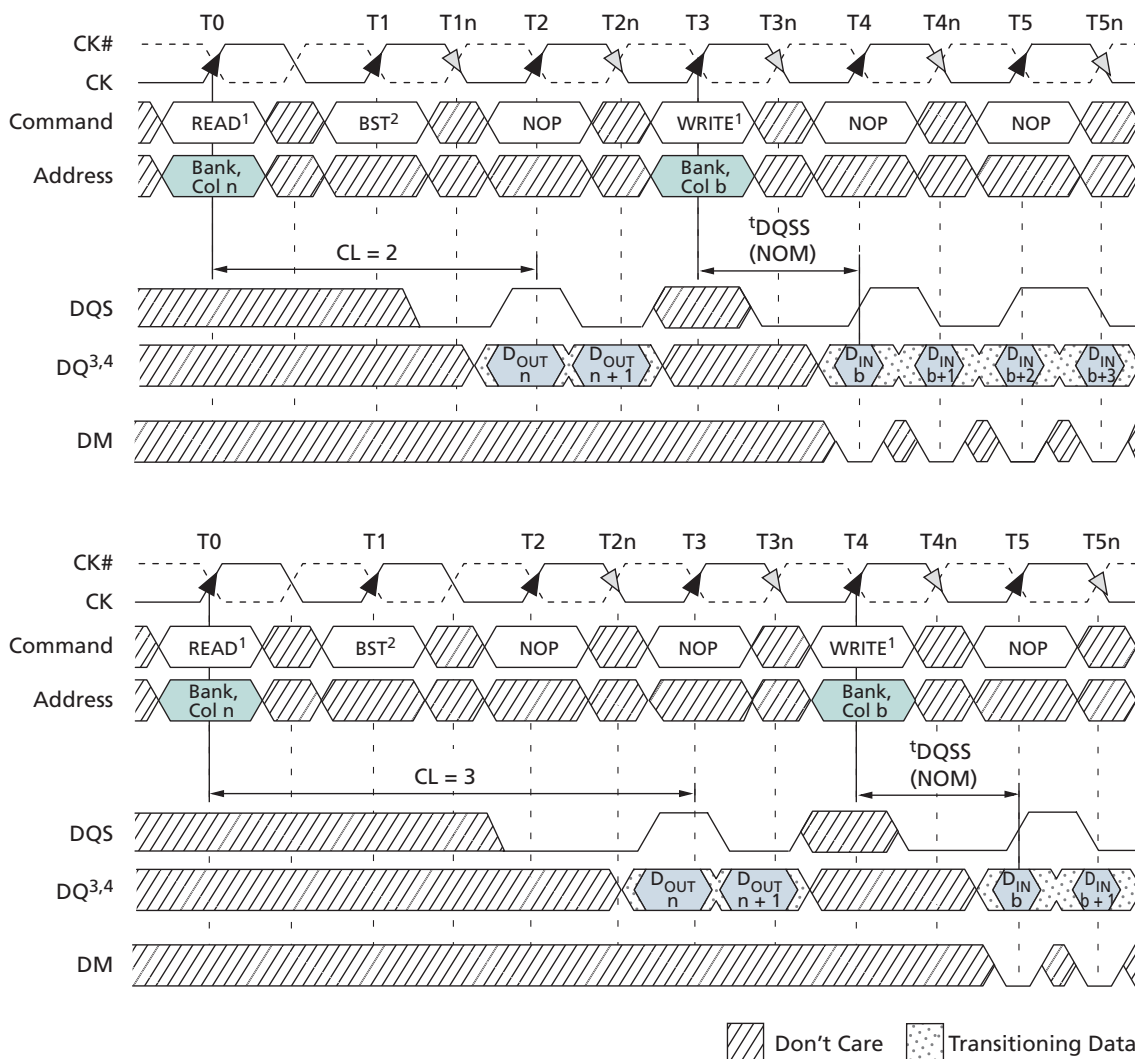 T0 T1 T1n T2 T2n T3 T3n T4 T4n T5 T5n
CK#
CK
Command READ1 BST2 NOP WRITE1 NOP NOP
Address Bank, Col n Bank, Col b
CL = 2
tDQSS
(NOM)
DQS
DQ3,4 DOUT n DOUT n + 1 DIN b DIN b+1 DIN b+2 DIN b+3
DM
T0 T1 T2 T2n T3 T3n T4 T4n T5 T5n
CK#
CK
Command READ1 BST2 NOP NOP WRITE1 NOP
Address Bank, Col n Bank, Col b
CL = 3
tDQSS
(NOM)
DQS
DQ3,4 DOUT n DOUT n + 1 DIN b DIN b + 1
DM
Don't Care Transitioning Data